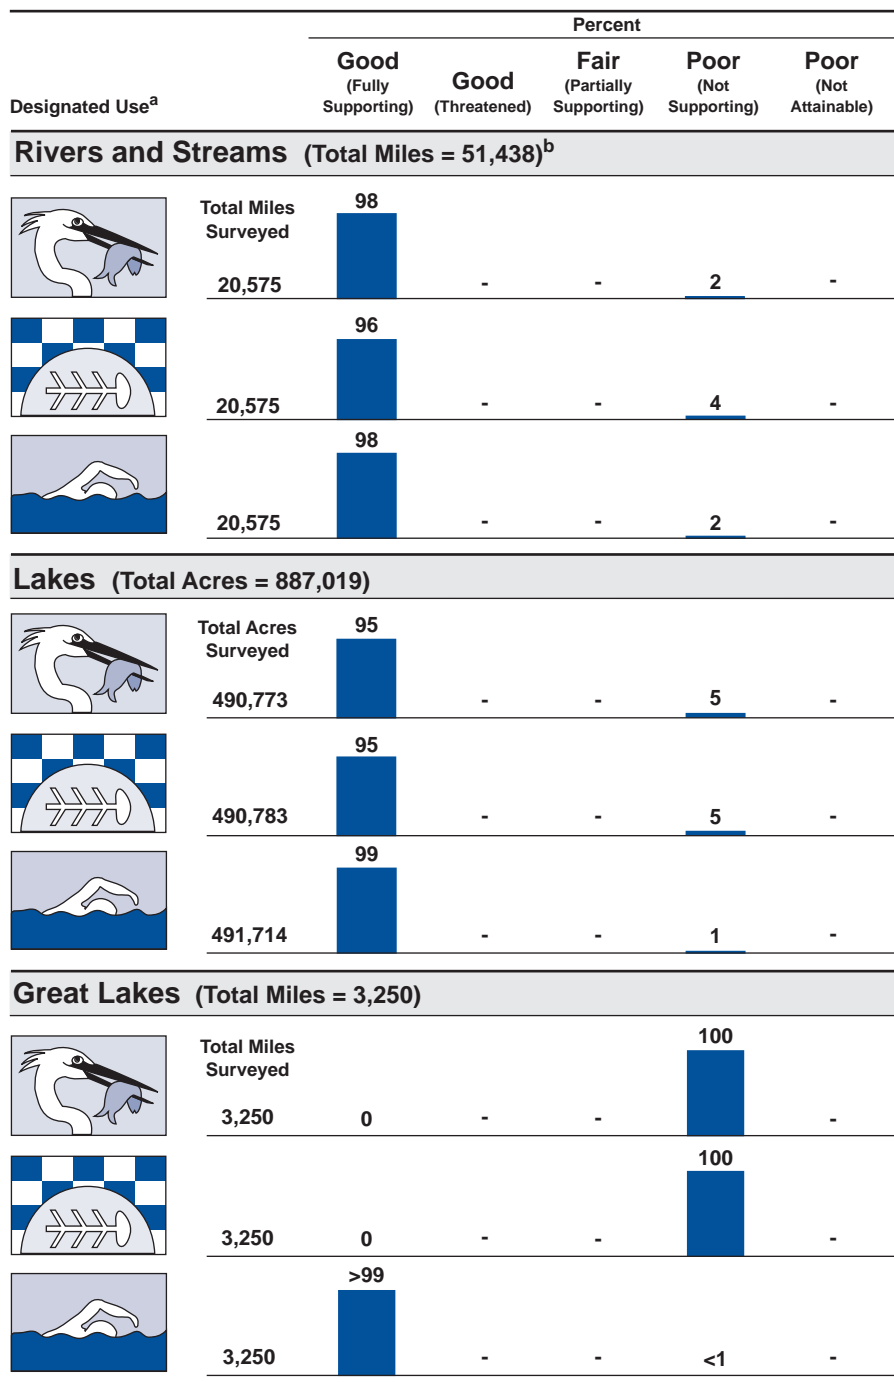 Percent
Designated Useᵃ
Good (Fully Supporting)
Good (Threatened)
Fair (Partially Supporting)
Poor (Not Supporting)
Poor (Not Attainable)
Rivers and Streams (Total Miles = 51,438)ᵇ
Total Miles Surveyed
98
20,575 - - 2 -
96
20,575 - - 4 -
98
20,575 - - 2 -
Lakes (Total Acres = 887,019)
Total Acres Surveyed
95
490,773 - - 5 -
95
490,783 - - 5 -
99
491,714 - - 1 -
Great Lakes (Total Miles = 3,250)
Total Miles Surveyed
100
3,250 0 - - -
100
3,250 0 - - -
>99
3,250 - - <1 -